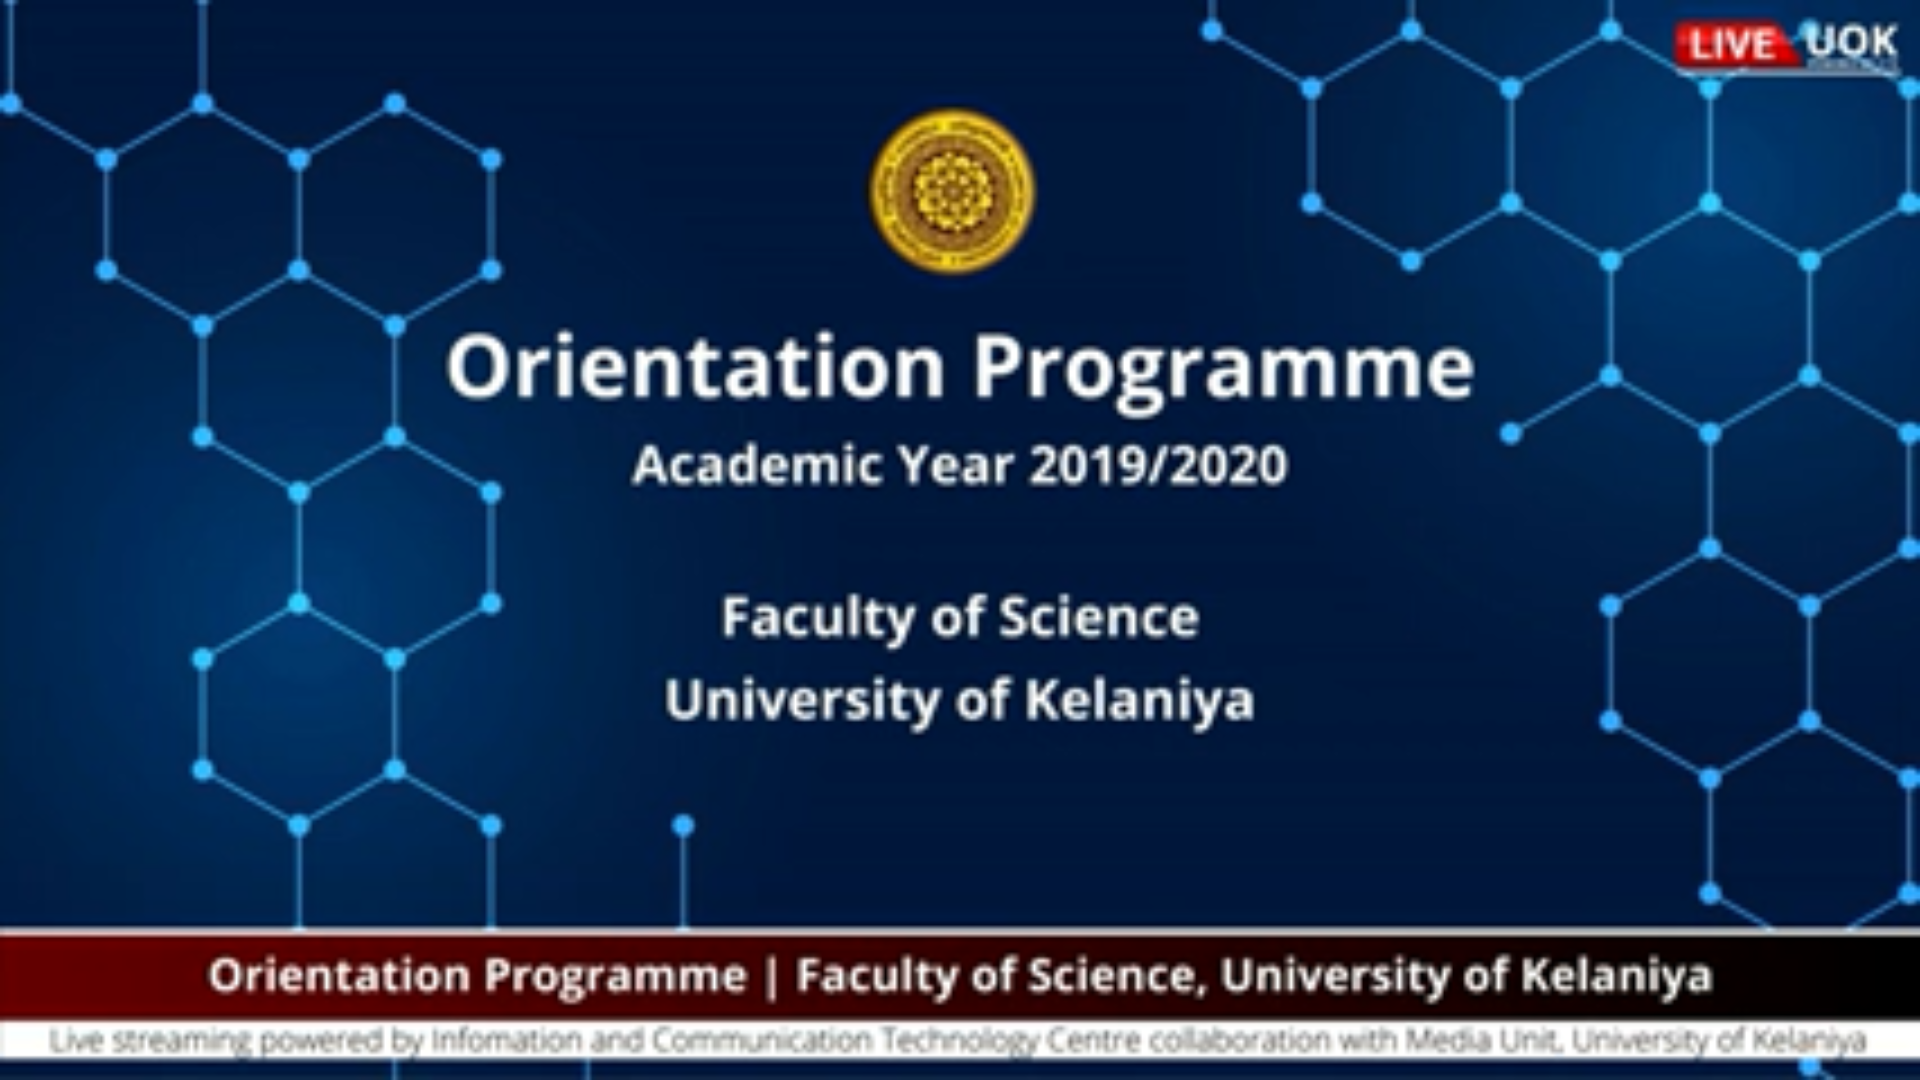 LIVE UOK
Orientation Programme
Academic Year 2019/2020
Faculty of Science
University of Kelaniya
Orientation Programme | Faculty of Science, University of Kelaniya
Live streaming powered by Infomation and Communication Technology Centre collaboration with Media Unit, University of Kelaniya